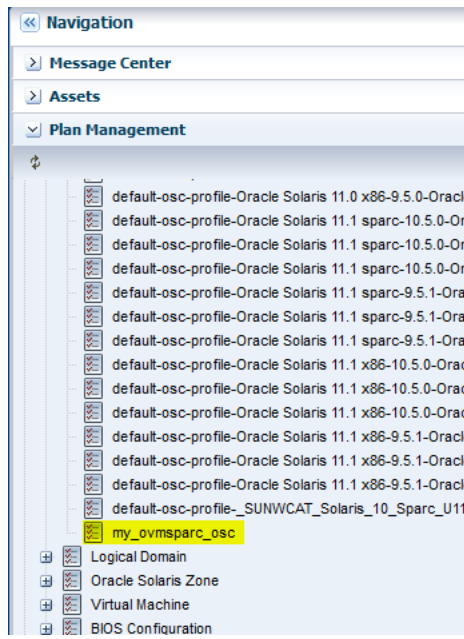 Navigation
Message Center
Assets
Plan Management
default-osc-profile-Oracle Solaris 11.0 x86-9.5.0-Oracl
default-osc-profile-Oracle Solaris 11.1 sparc-10.5.0-Or
default-osc-profile-Oracle Solaris 11.1 sparc-10.5.0-Or
default-osc-profile-Oracle Solaris 11.1 sparc-10.5.0-Or
default-osc-profile-Oracle Solaris 11.1 sparc-9.5.1-Ora
default-osc-profile-Oracle Solaris 11.1 sparc-9.5.1-Ora
default-osc-profile-Oracle Solaris 11.1 sparc-9.5.1-Ora
default-osc-profile-Oracle Solaris 11.1 x86-10.5.0-Orac
default-osc-profile-Oracle Solaris 11.1 x86-10.5.0-Orac
default-osc-profile-Oracle Solaris 11.1 x86-10.5.0-Orac
default-osc-profile-Oracle Solaris 11.1 x86-9.5.1-Oracl
default-osc-profile-Oracle Solaris 11.1 x86-9.5.1-Oracl
default-osc-profile-Oracle Solaris 11.1 x86-9.5.1-Oracl
default-osc-profile-_SUNWCAT_Solaris_10_Sparc_U11
my_ovmsparc_osc
Logical Domain
Oracle Solaris Zone
Virtual Machine
BIOS Configuration